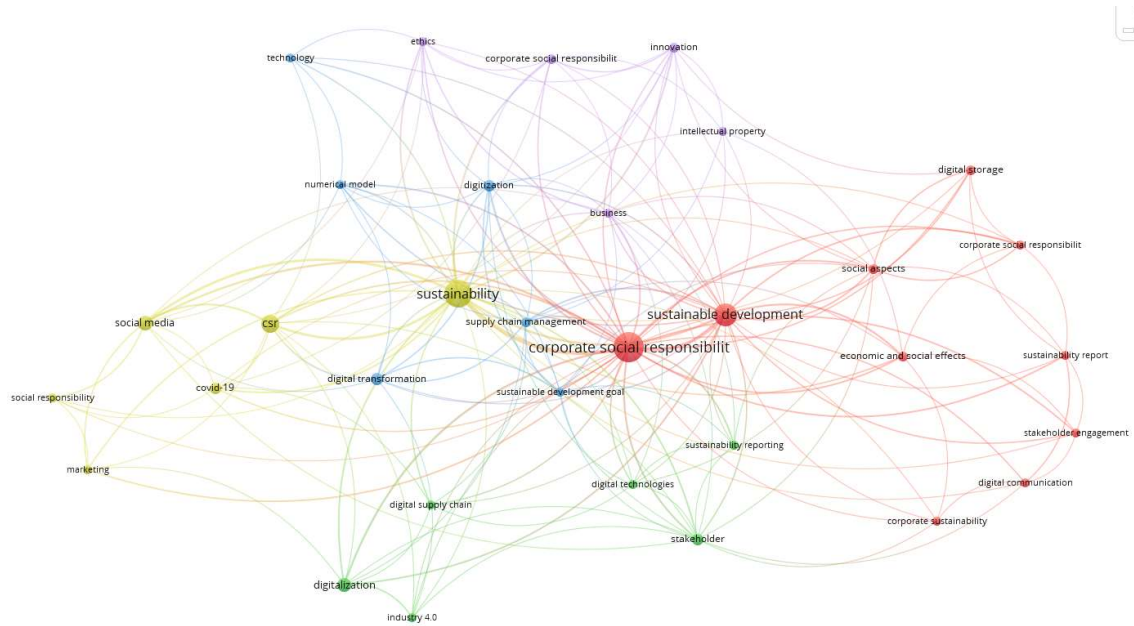 ethics
innovation
technology
corporate social responsibilit
intellectual property
digital storage
numerical model
digitization
business
corporate social responsibilit
social aspects
sustainability
sustainable development
social media
csr
supply chain management
corporate social responsibilit
economic and social effects
sustainability report
covid-19
digital transformation
sustainable development goal
social responsibility
stakeholder engagement
sustainability reporting
marketing
digital technologies
digital communication
digital supply chain
corporate sustainability
stakeholder
digitalization
industry 4.0